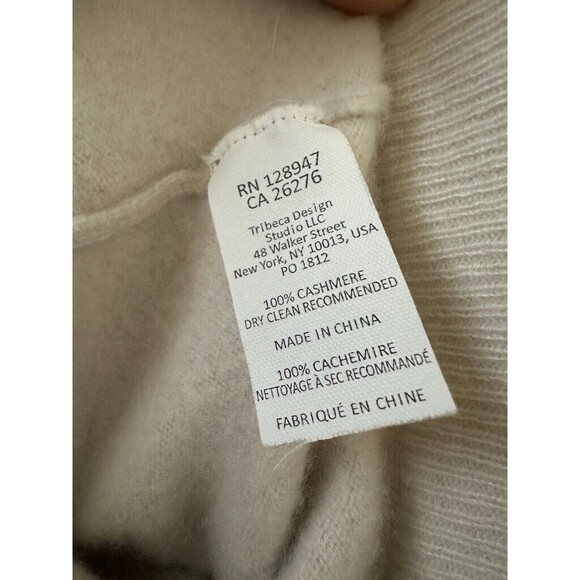 RN 128947
CA 26276
Tribeca Design
Studio LLC
48 Walker Street
New York, NY 10013, USA
PO 1812
100% CASHMERE
DRY CLEAN RECOMMENDED
MADE IN CHINA
100% CACHEMIRE
NETTOYAGE À SEC RECOMMANDÉ
FABRIQUÉ EN CHINE